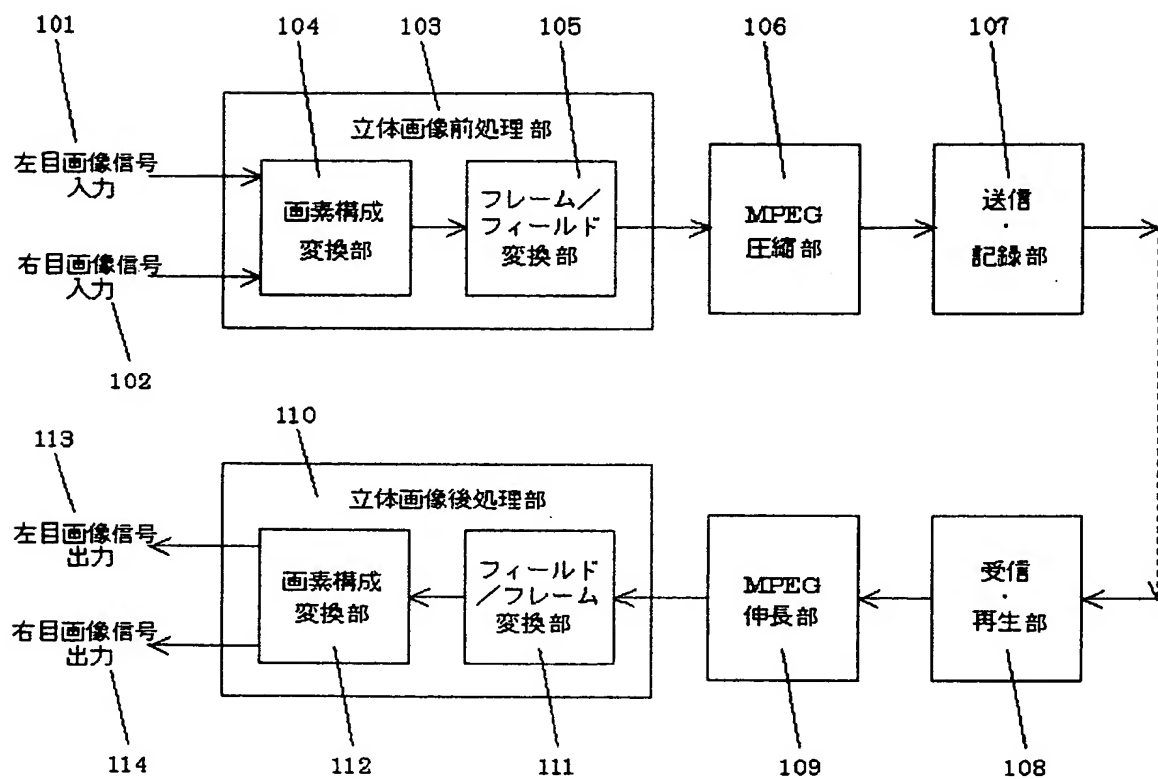 101
104
103
105
106
107
立体画像前処理部
左目画像信号
入力
画素構成
変換部
フレーム／
フィールド
変換部
MPEG
圧縮部
送信
・
記録部
右目画像信号
入力
102
110
113
立体画像後処理部
左目画像信号
出力
画素構成
変換部
フィールド
／フレーム
変換部
MPEG
伸長部
受信
・
再生部
右目画像信号
出力
114
112
111
109
108